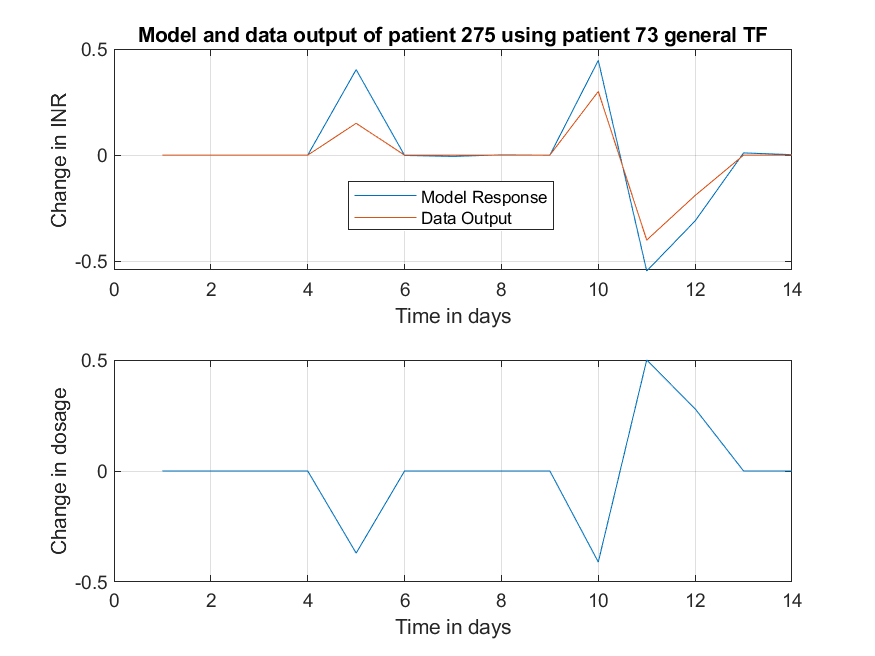 Model and data output of patient 275 using patient 73 general TF
0.5
0
-0.5
Change in INR
Model Response
Data Output
0 2 4 6 8 10 12 14
Time in days
0.5
0
-0.5
Change in dosage
0 2 4 6 8 10 12 14
Time in days